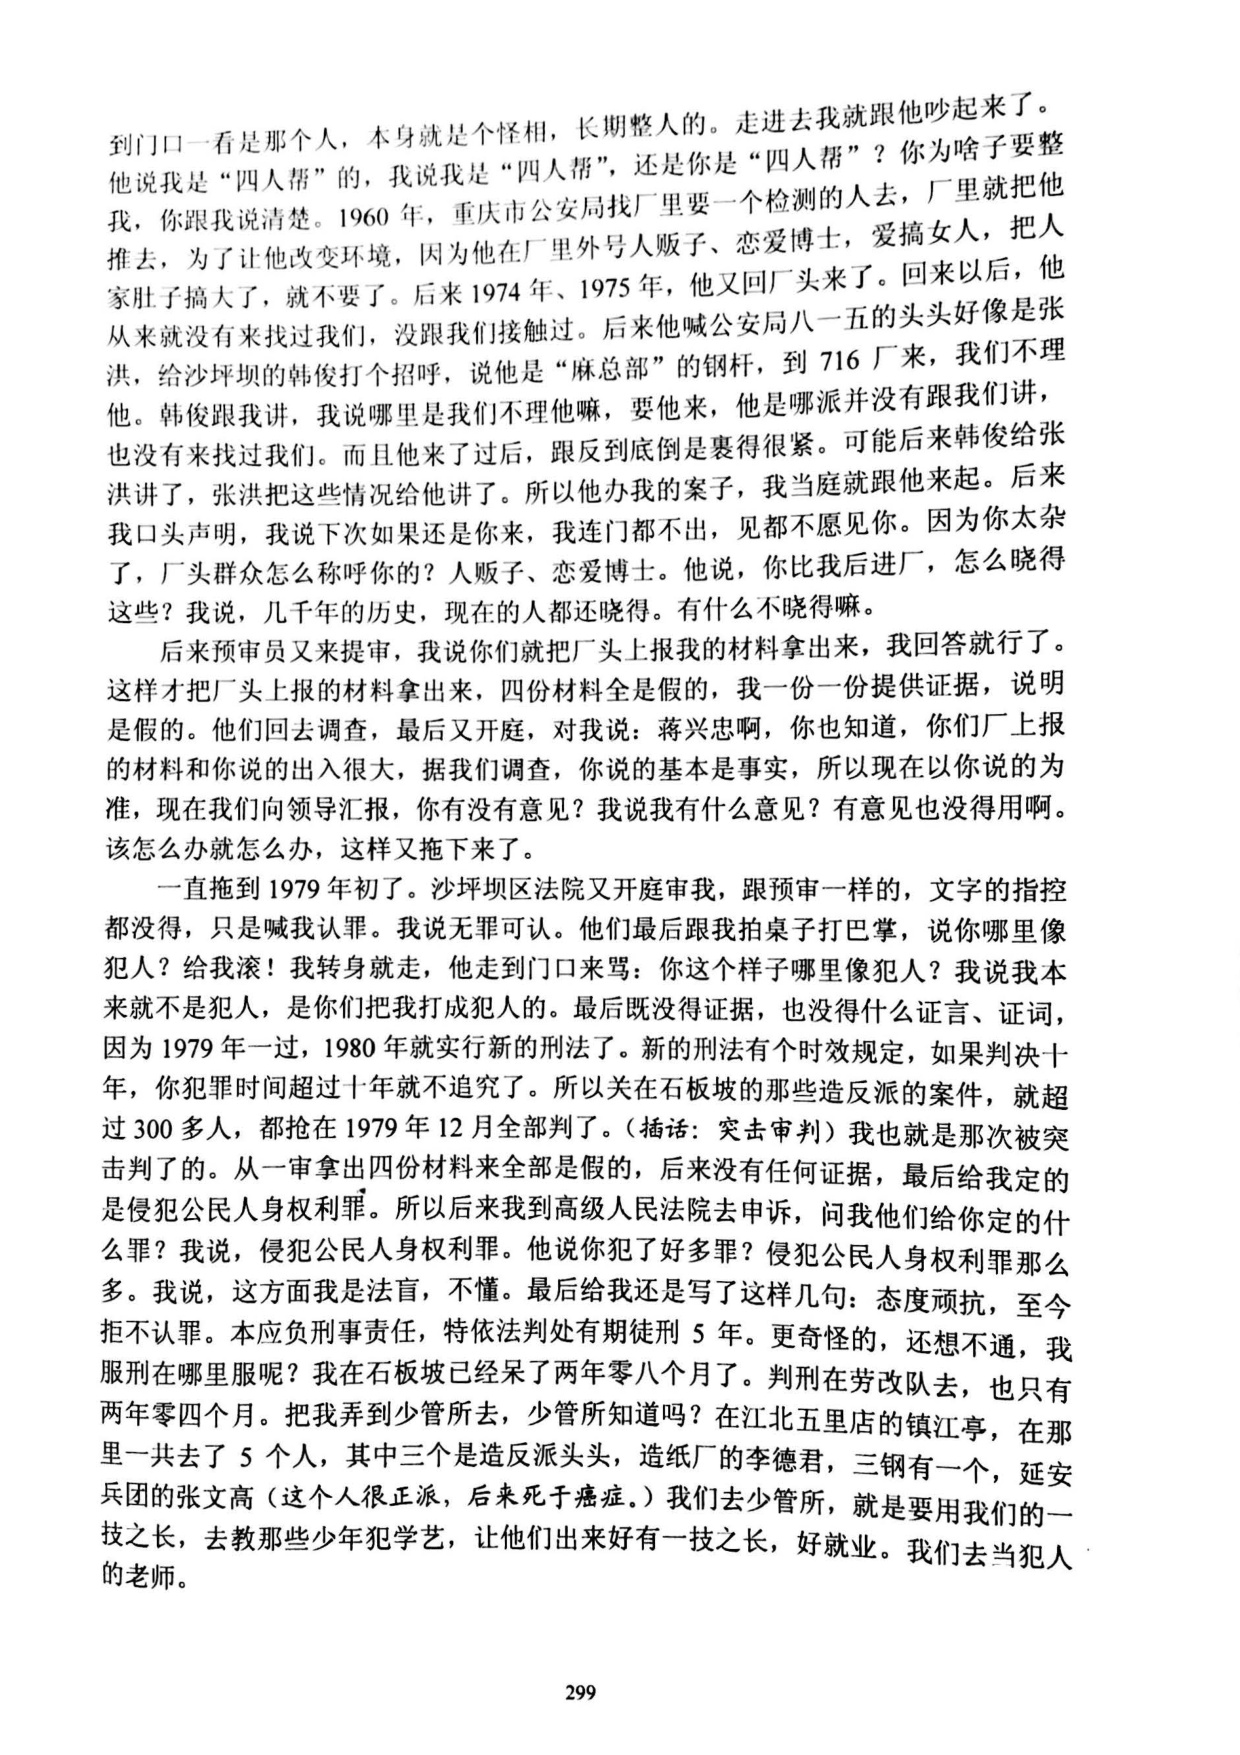 到门口一看是那个人，本身就是个怪相，长期整人的。走进去我就跟他吵起来了。
他说我是“四人帮”的，我说我是“四人帮”，还是你是“四人帮”？你为啥子要整
我，你跟我说清楚。1960 年，重庆市公安局找厂里要一个检测的人去，厂里就把他
推去，为了让他改变环境，因为他在厂里外号人贩子、恋爱博士，爱搞女人，把人
家肚子搞大了，就不要了。后来 1974 年、1975 年，他又回厂头来了。回来以后，他
从来就没有来找过我们，没跟我们接触过。后来他喊公安局八一五的头头好像是张
洪，给沙坪坝的韩俊打个招呼，说他是“麻总部”的钢杆，到 716 厂来，我们不理
他。韩俊跟我讲，我说哪里是我们不理他嘛，要他来，他是哪派并没有跟我们讲，
也没有来找过我们。而且他来了过后，跟反到底倒是裹得很紧。可能后来韩俊给张
洪讲了，张洪把这些情况给他讲了。所以他办我的案子，我当庭就跟他来起。后来
我口头声明，我说下次如果还是你来，我连门都不出，见都不愿见你。因为你太杂
了，厂头群众怎么称呼你的？人贩子、恋爱博士。他说，你比我后进厂，怎么晓得
这些？我说，几千年的历史，现在的人都还晓得。有什么不晓得嘛。
后来预审员又来提审，我说你们就把厂头上报我的材料拿出来，我回答就行了。
这样才把厂头上报的材料拿出来，四份材料全是假的，我一份一份提供证据，说明
是假的。他们回去调查，最后又开庭，对我说：蒋兴忠啊，你也知道，你们厂上报
的材料和你说的出入很大，据我们调查，你说的基本是事实，所以现在以你说的为
准，现在我们向领导汇报，你有没有意见？我说我有什么意见？有意见也没得用啊。
该怎么办就怎么办，这样又拖下来了。
一直拖到 1979 年初了。沙坪坝区法院又开庭审我，跟预审一样的，文字的指控
都没得，只是喊我认罪。我说无罪可认。他们最后跟我拍桌子打巴掌，说你哪里像
犯人？给我滚！我转身就走，他走到门口来骂：你这个样子哪里像犯人？我说我本
来就不是犯人，是你们把我打成犯人的。最后既没得证据，也没得什么证言、证词，
因为 1979 年一过，1980 年就实行新的刑法了。新的刑法有个时效规定，如果判决十
年，你犯罪时间超过十年就不追究了。所以关在石板坡的那些造反派的案件，就超
过 300 多人，都抢在 1979 年 12 月全部判了。（插话：突击审判）我也就是那次被突
击判了的。从一审拿出四份材料来全部是假的，后来没有任何证据，最后给我定的
是侵犯公民人身权利罪。所以后来我到高级人民法院去申诉，问我他们给你定的什
么罪？我说，侵犯公民人身权利罪。他说你犯了好多罪？侵犯公民人身权利罪那么
多。我说，这方面我是法盲，不懂。最后给我还是写了这样几句：态度顽抗，至今
拒不认罪。本应负刑事责任，特依法判处有期徒刑 5 年。更奇怪的，还想不通，我
服刑在哪里服呢？我在石板坡已经呆了两年零八个月了。判刑在劳改队去，也只有
两年零四个月。把我弄到少管所去，少管所知道吗？在江北五里店的镇江亭，在那
里一共去了 5 个人，其中三个是造反派头头，造纸厂的李德君，三钢有一个，延安
兵团的张文高（这个人很正派，后来死于癌症。）我们去少管所，就是要用我们的一
技之长，去教那些少年犯学艺，让他们出来好有一技之长，好就业。我们去当犯人
的老师。
299